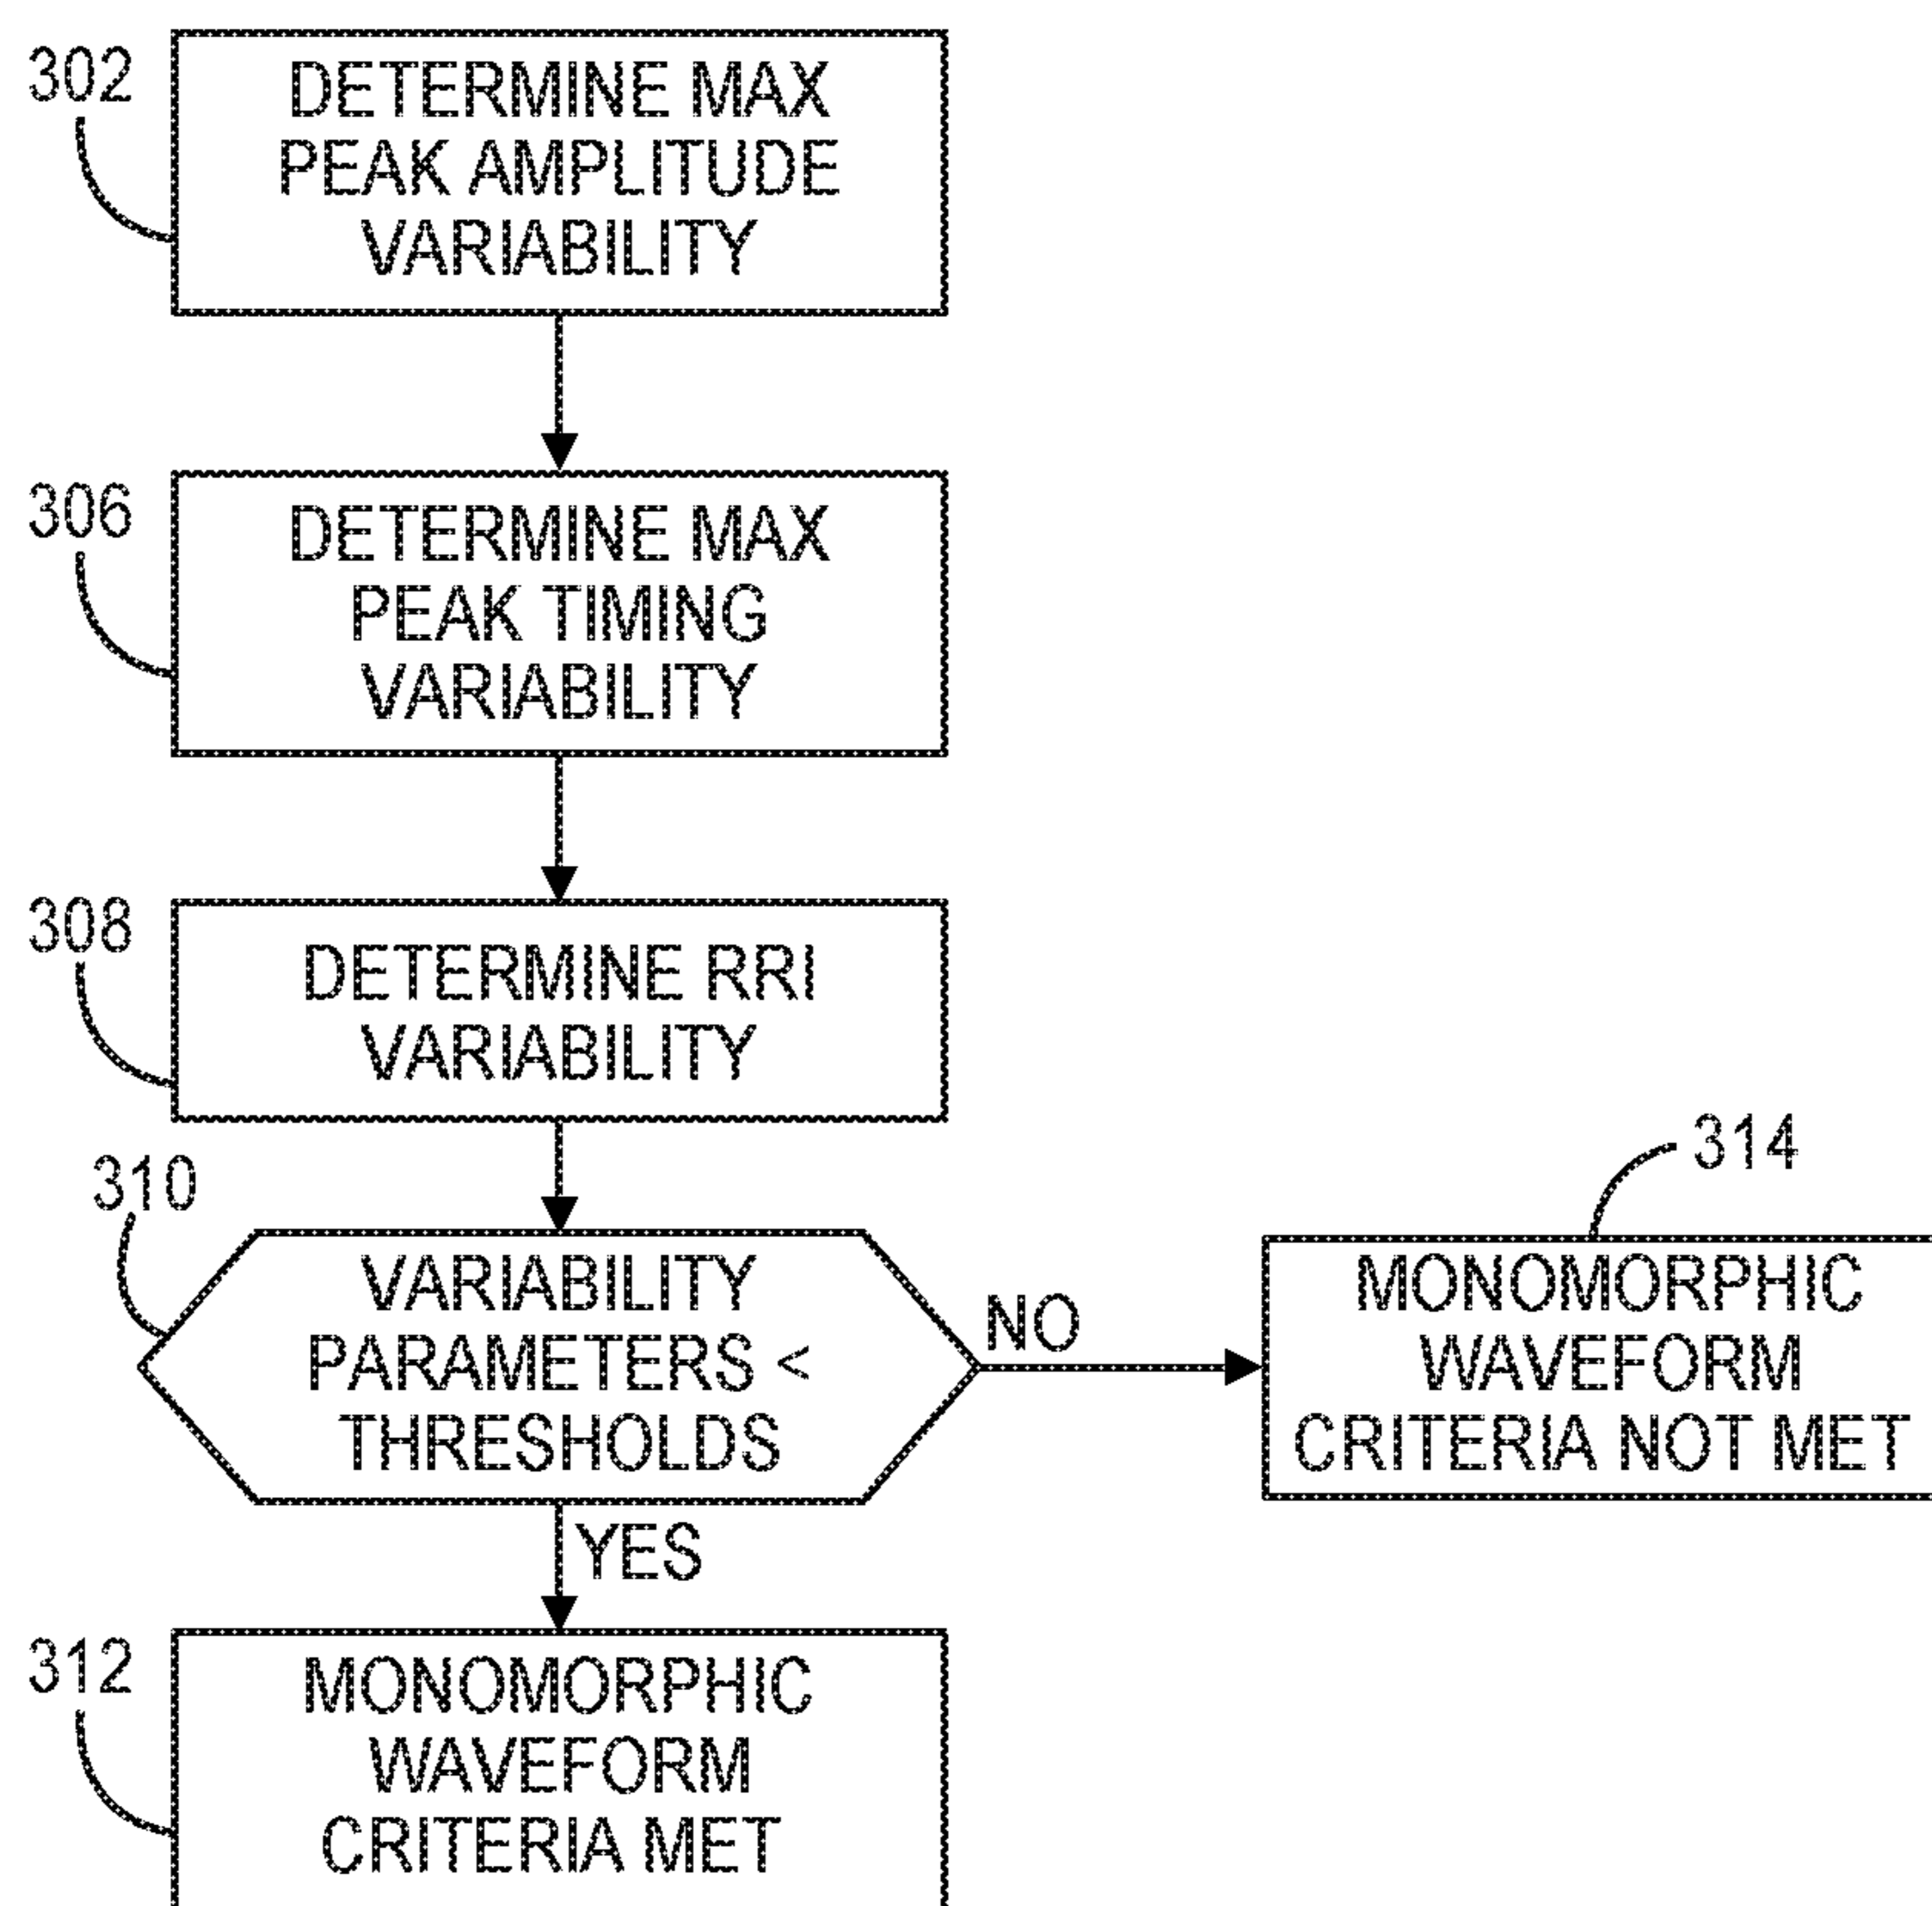 302
DETERMINE MAX
PEAK AMPLITUDE
VARIABILITY
306
DETERMINE MAX
PEAK TIMING
VARIABILITY
308
DETERMINE RRI
VARIABILITY
310
VARIABILITY
PARAMETERS <
THRESHOLDS
NO
314
MONOMORPHIC
WAVEFORM
CRITERIA NOT MET
YES
312
MONOMORPHIC
WAVEFORM
CRITERIA MET